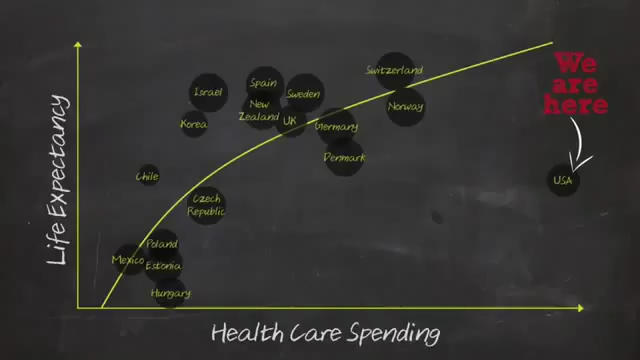 Life Expectancy
Switzerland
Israel
Spain
Sweden
New
Zealand
Norway
Korea
UK
Germany
Denmark
Chile
Czech
Republic
Poland
Mexico
Estonia
Hungary
We
are
here
USA
Health Care Spending